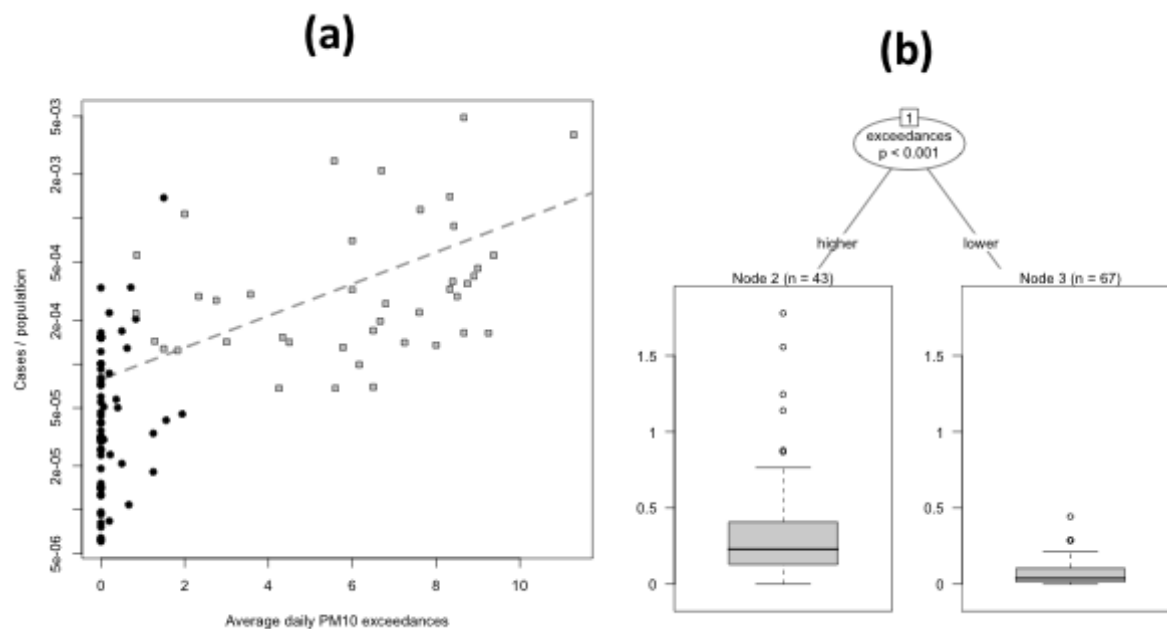 (a)
(b)
Cases / population
5e-03
2e-03
5e-04
2e-04
5e-05
2e-05
5e-06
0 2 4 6 8 10
Average daily PM10 exceedances
1
exceedances
p < 0.001
higher lower
Node 2 (n = 43)
1.5
1
0.5
0
Node 3 (n = 67)
1.5
1
0.5
0